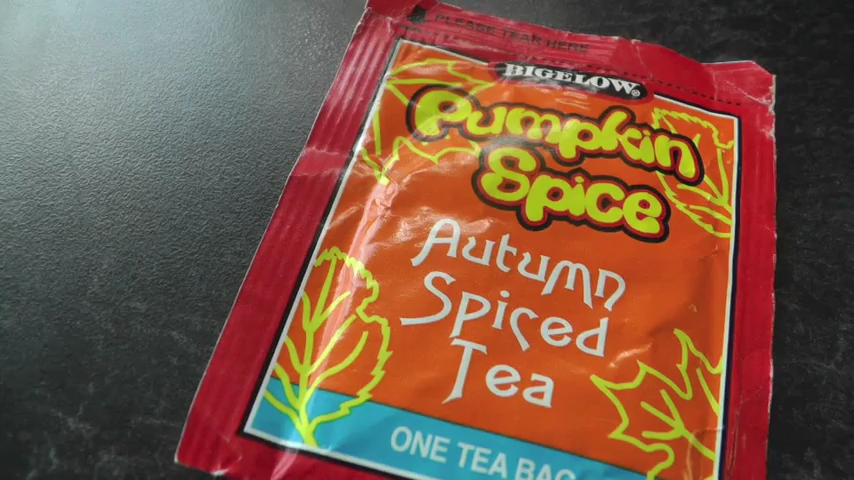 PLEASE TEAR HERE
BIGELOW®
Pumpkin
Spice
Autumn
Spiced
Tea
ONE TEA BAG